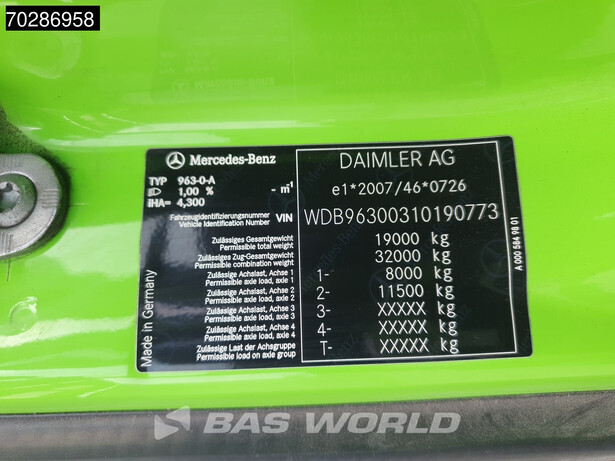 70286958
Mercedes-Benz
DAIMLER AG
TYP 963-0-A
1,00 % - m¹
iHA= 4,300
e1*2007/46*0726
Fahrzeugidentifizierungsnummer
Vehicle Identification Number
VIN WDB96300310190773
Zulässiges Gesamtgewicht
Permissible total weight
19000 kg
Zulässiges Zug-Gesamtgewicht
Permissible combination weight
32000 kg
Zulässige Achslast, Achse 1
Permissible axle load, axle 1
1- 8000 kg
Zulässige Achslast, Achse 2
Permissible axle load, axle 2
2- 11500 kg
Zulässige Achslast, Achse 3
Permissible axle load, axle 3
3- XXXXX kg
Zulässige Achslast, Achse 4
Permissible axle load, axle 4
4- XXXXX kg
Zulässige Last der Achsgruppe
Permissible load on axle group
T- XXXXX kg
Made in Germany
A 000 584 98 01
BAS WORLD